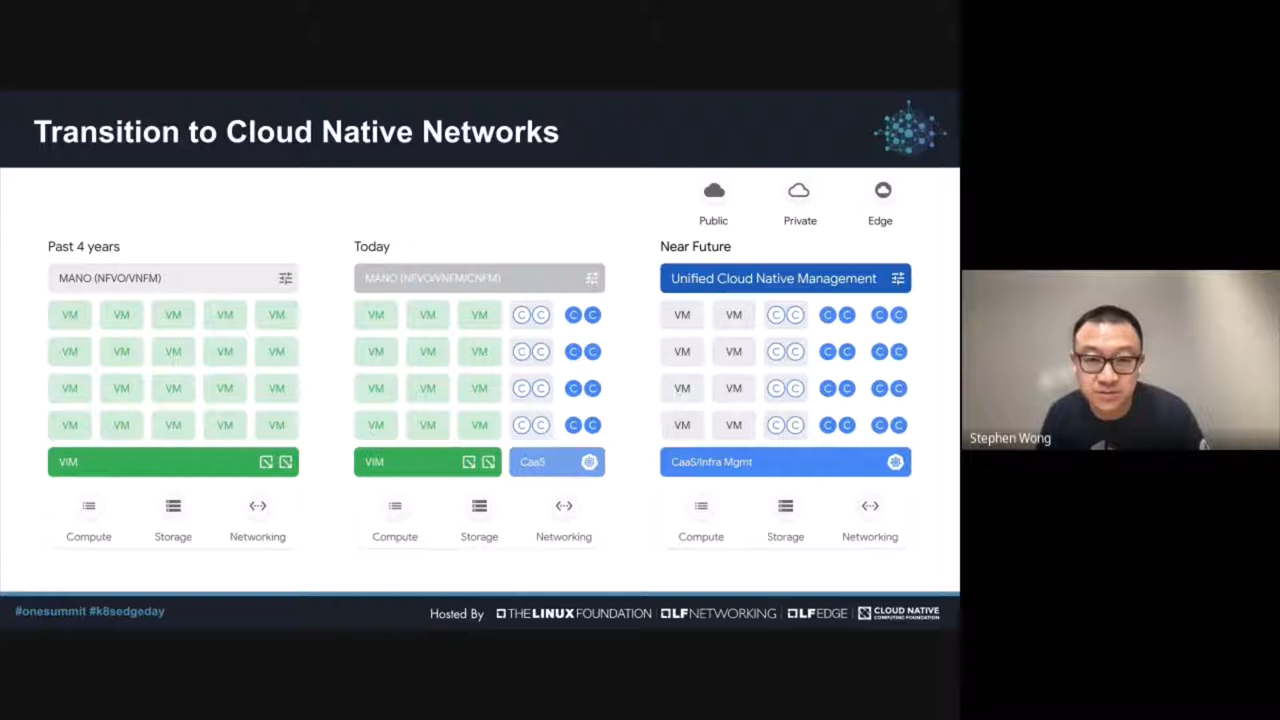 Transition to Cloud Native Networks
Public Private Edge
Past 4 years
MANO (NFVO/VNFM)
VM VM VM VM VM
VM VM VM VM VM
VM VM VM VM VM
VM VM VM VM VM
VIM
Compute Storage Networking
Today
MANO (NFVO/VNFM/CNFM)
VM VM VM C C C C
VM VM VM C C C C
VM VM VM C C C C
VM VM VM C C C C
VIM CaaS
Compute Storage Networking
Near Future
Unified Cloud Native Management
VM VM C C C C C C
VM VM C C C C C C
VM VM C C C C C C
VM VM C C C C C C
CaaS/Infra Mgmt
Compute Storage Networking
Stephen Wong
#onesummit #k8sedgeday
Hosted By THE LINUX FOUNDATION | LF NETWORKING | LF EDGE | CLOUD NATIVE
COMPUTING FOUNDATION